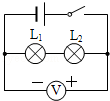 L₁ L₂
− V +